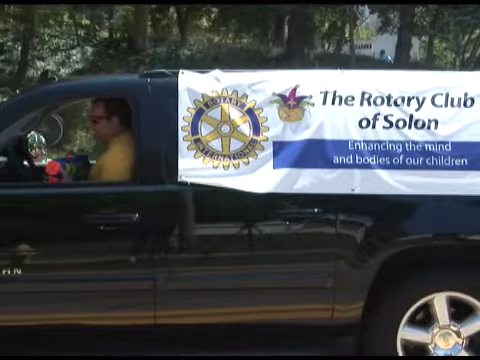 The Rotary Club
of Solon
Enhancing the mind
and bodies of our children
ROTARY
INTERNATIONAL